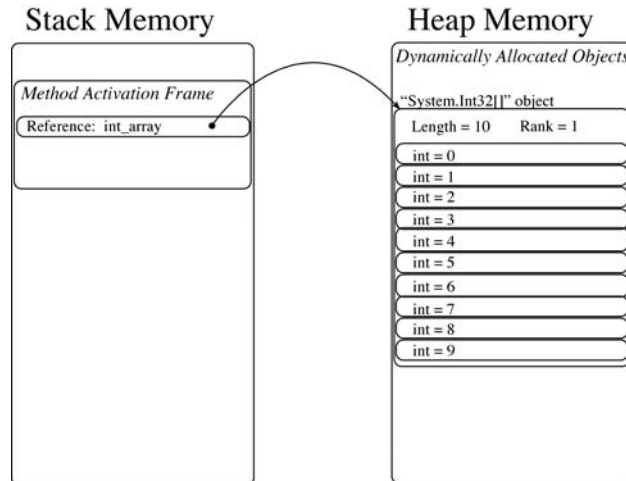 Stack Memory
Method Activation Frame
Reference: int_array
Heap Memory
Dynamically Allocated Objects
“System.Int32[]” object
Length = 10 Rank = 1
int = 0
int = 1
int = 2
int = 3
int = 4
int = 5
int = 6
int = 7
int = 8
int = 9